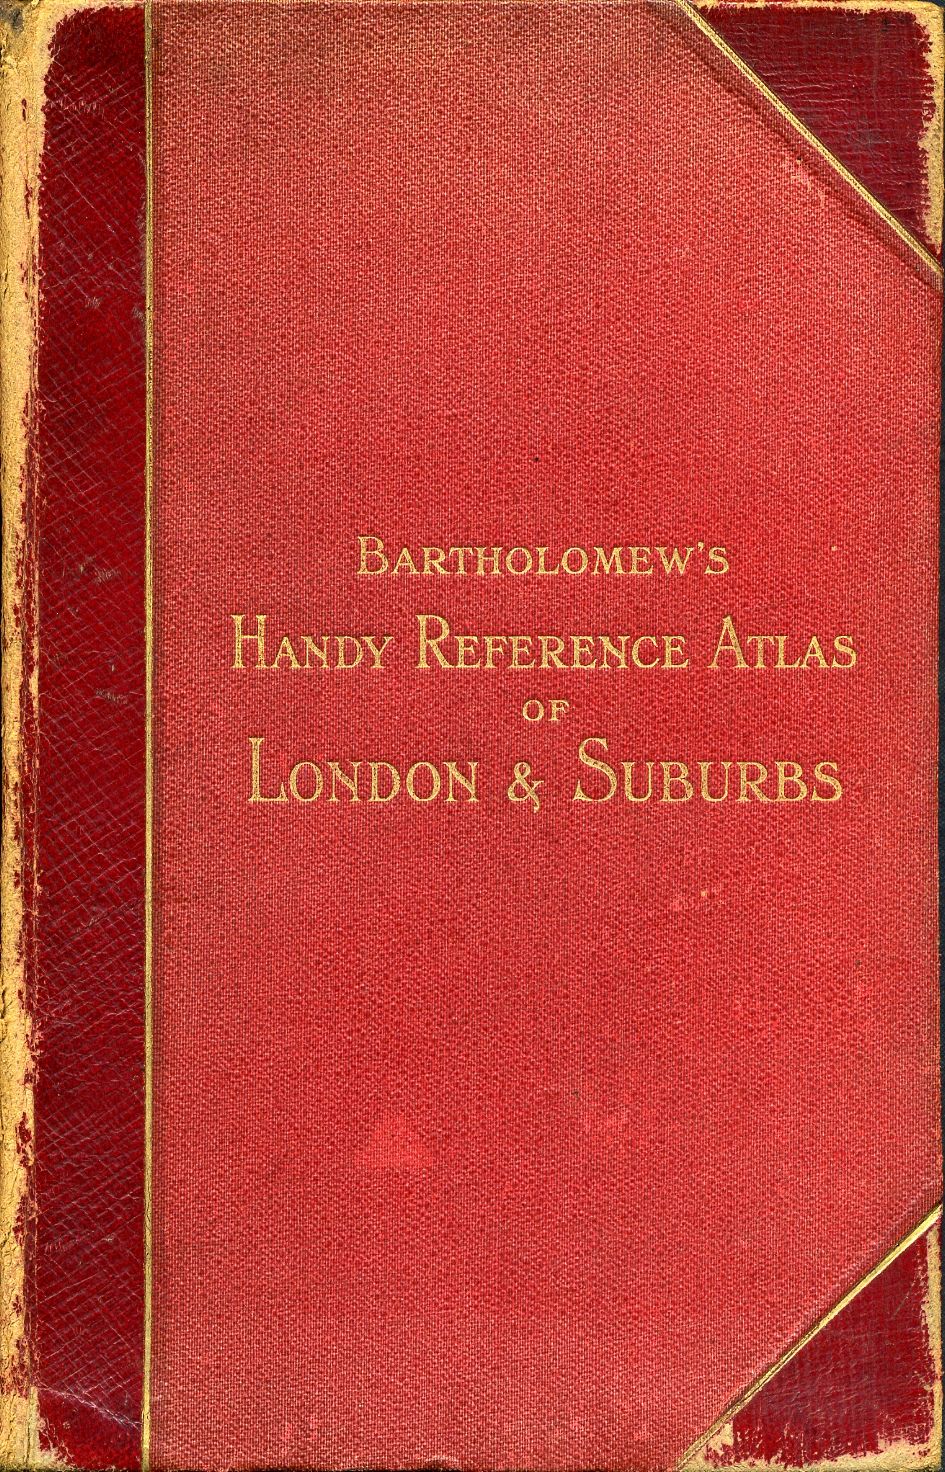 BARTHOLOMEW'S
HANDY REFERENCE ATLAS
OF
LONDON & SUBURBS